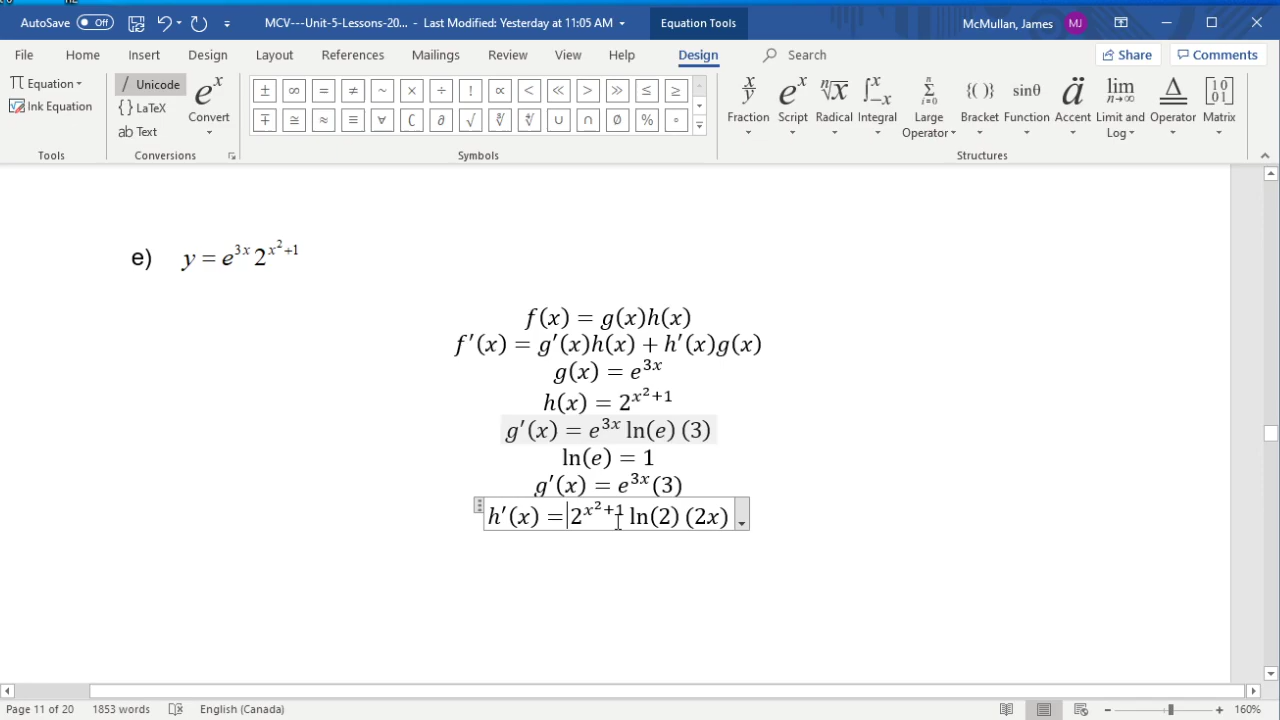 AutoSave Off MCV---Unit-5-Lessons-20... - Last Modified: Yesterday at 11:05 AM Equation Tools McMullan, James MJ
File Home Insert Design Layout References Mailings Review View Help Design Search Share Comments
Equation Unicode
Ink Equation {} LaTeX
ab Text
Convert
± ∞ = ≠ ~ × ÷ ! ∝ < ≪ > ≫ ≤ ≥
∓ ≅ ≈ ≡ ∀ ∁ ∂ √ ∛ ∜ ∪ ∩ ∅ % °
Fraction Script Radical Integral Large Operator Bracket Function Accent Limit and Log Operator Matrix
Tools Conversions Symbols Structures
e) y = e^{3x} 2^{x^2+1}
f(x) = g(x)h(x)
f′(x) = g′(x)h(x) + h′(x)g(x)
g(x) = e^{3x}
h(x) = 2^{x^2+1}
g′(x) = e^{3x} ln(e) (3)
ln(e) = 1
g′(x) = e^{3x}(3)
h′(x) = 2^{x^2+1} ln(2) (2x)
Page 11 of 20 1853 words English (Canada) 160%